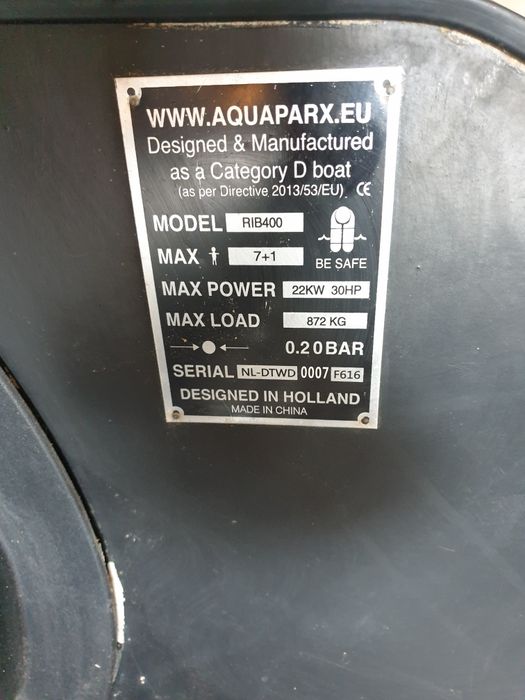 WWW.AQUAPARX.EU
Designed & Manufactured
as a Category D boat
(as per Directive 2013/53/EU) CE
MODEL RIB400
MAX 7+1
BE SAFE
MAX POWER 22KW 30HP
MAX LOAD 872 KG
0.20BAR
SERIAL NL-DTWD 0007 F616
DESIGNED IN HOLLAND
MADE IN CHINA